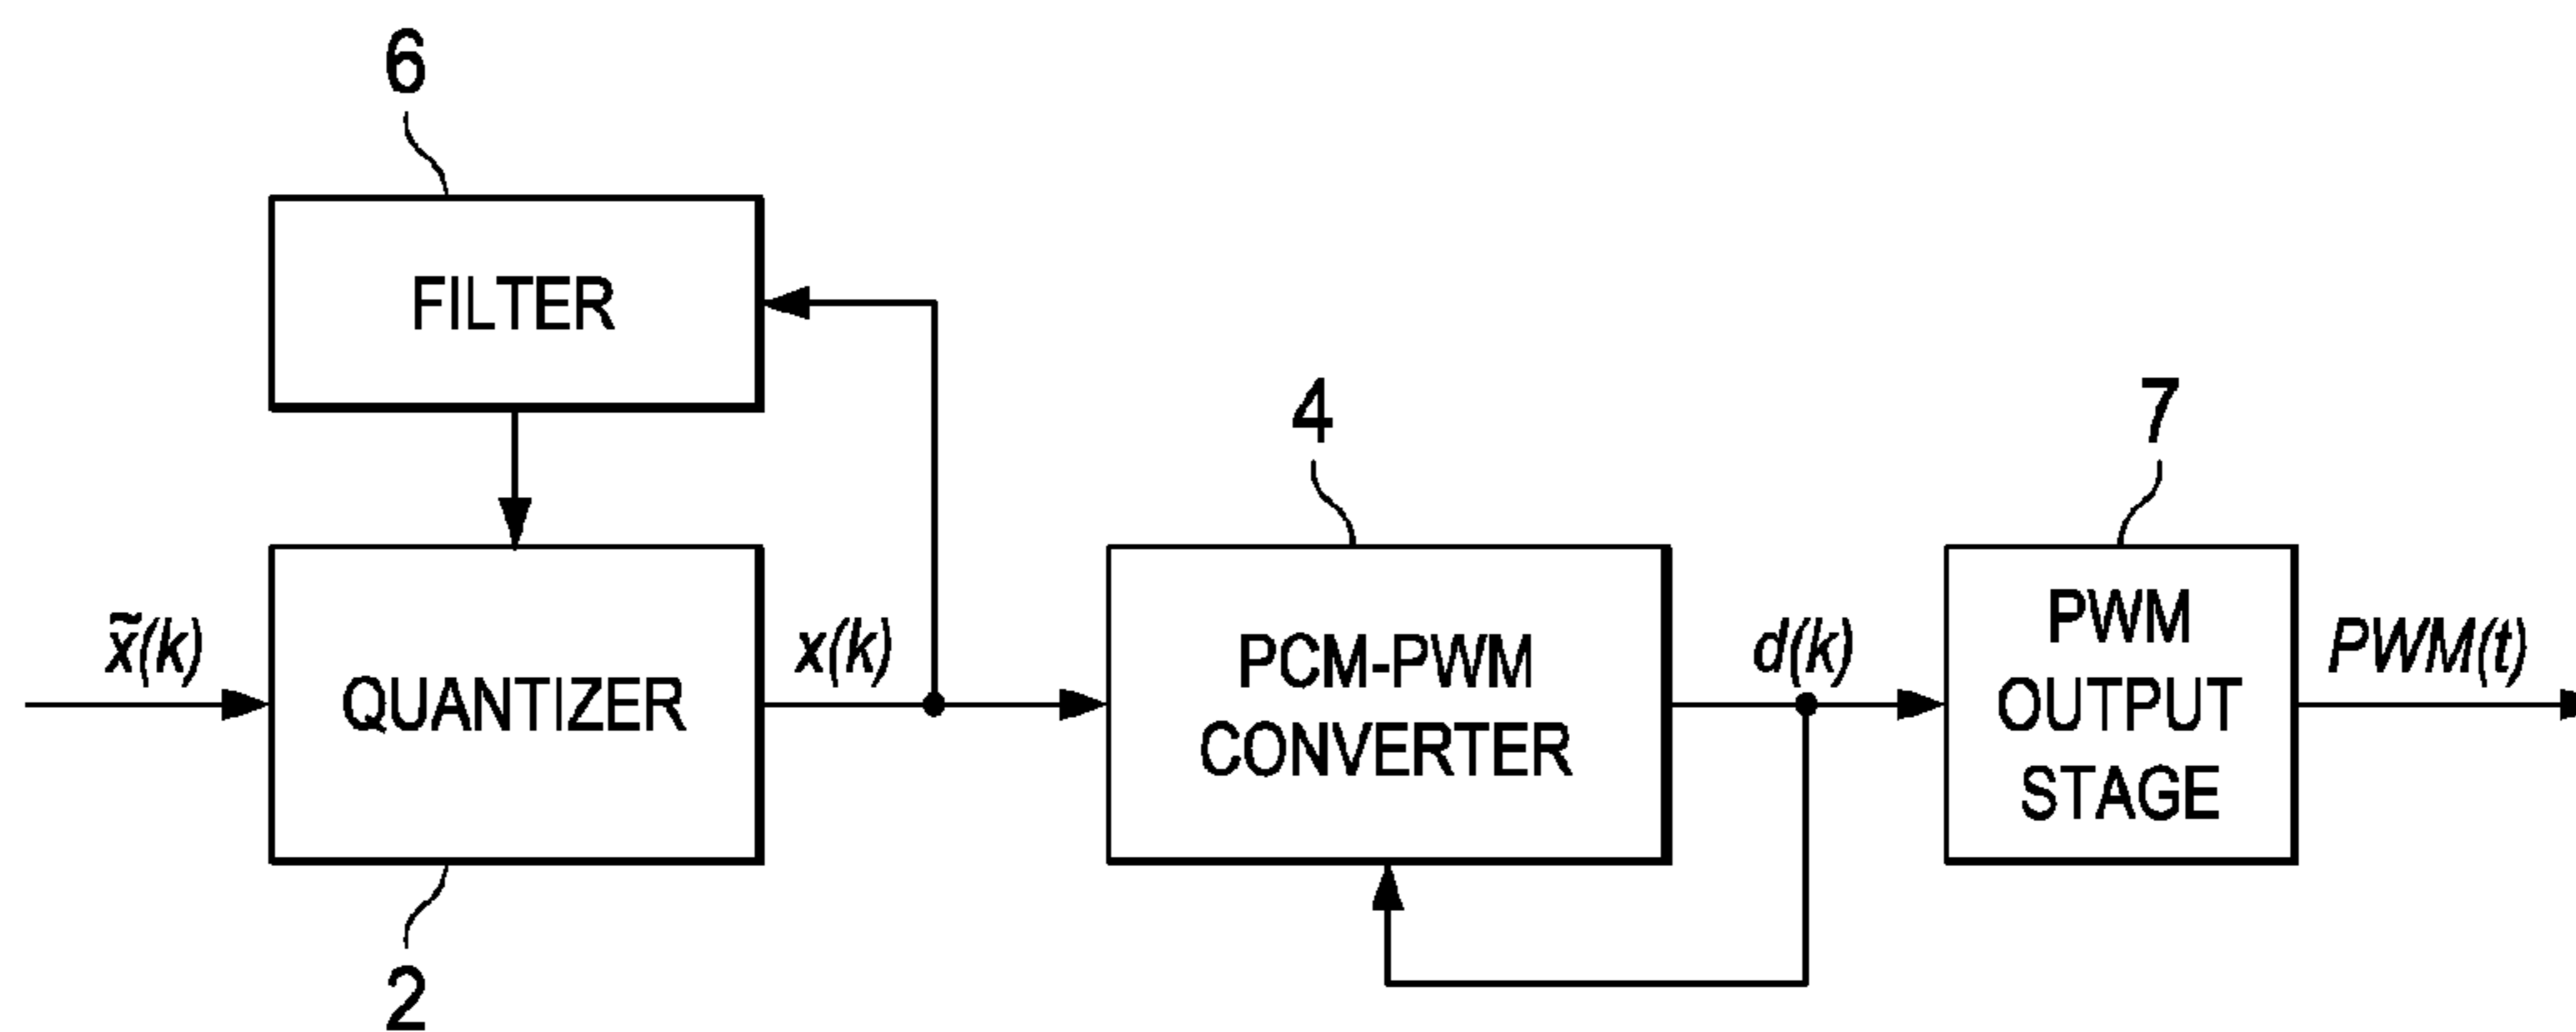 6
FILTER
4
7
x̃(k)
QUANTIZER
x(k)
PCM-PWM
CONVERTER
d(k)
PWM
OUTPUT
STAGE
PWM(t)
2